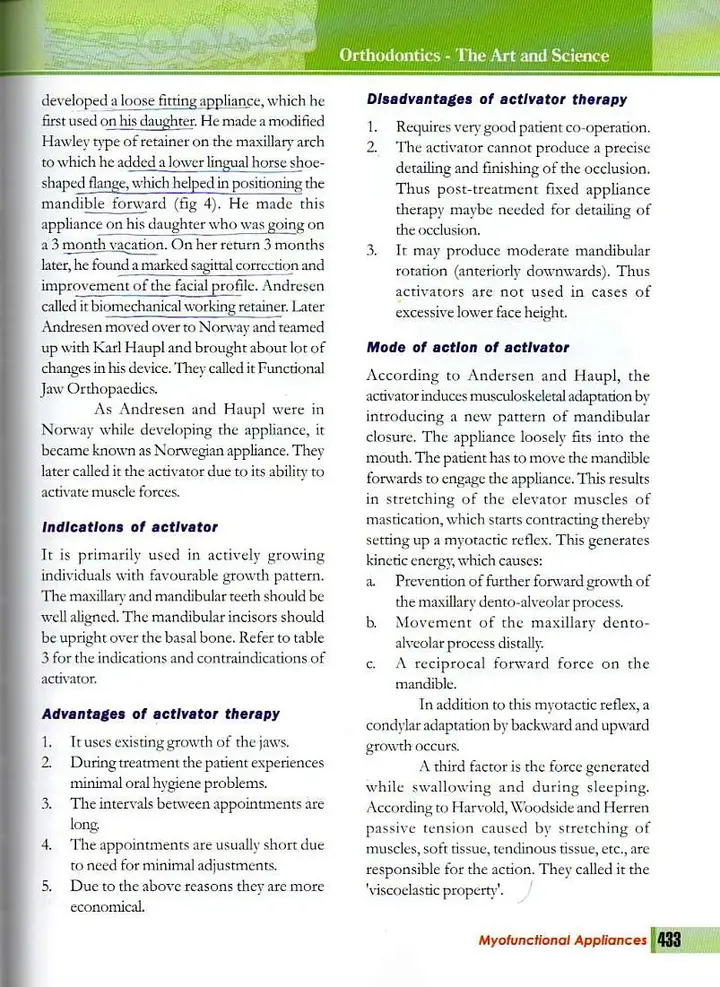 Orthodontics - The Art and Science
developed a loose fitting appliance, which he
first used on his daughter. He made a modified
Hawley type of retainer on the maxillary arch
to which he added a lower lingual horse shoe-
shaped flange, which helped in positioning the
mandible forward (fig 4). He made this
appliance on his daughter who was going on
a 3 month vacation. On her return 3 months
later, he found a marked sagittal correction and
improvement of the facial profile. Andresen
called it biomechanical working retainer. Later
Andresen moved over to Norway and teamed
up with Karl Haupl and brought about lot of
changes in his device. They called it Functional
Jaw Orthopaedics.
As Andresen and Haupl were in
Norway while developing the appliance, it
became known as Norwegian appliance. They
later called it the activator due to its ability to
activate muscle forces.
Indications of activator
It is primarily used in actively growing
individuals with favourable growth pattern.
The maxillary and mandibular teeth should be
well aligned. The mandibular incisors should
be upright over the basal bone. Refer to table
3 for the indications and contraindications of
activator.
Advantages of activator therapy
1. It uses existing growth of the jaws.
2. During treatment the patient experiences
minimal oral hygiene problems.
3. The intervals between appointments are
long.
4. The appointments are usually short due
to need for minimal adjustments.
5. Due to the above reasons they are more
economical.
Disadvantages of activator therapy
1. Requires very good patient co-operation.
2. The activator cannot produce a precise
detailing and finishing of the occlusion.
Thus post-treatment fixed appliance
therapy maybe needed for detailing of
the occlusion.
3. It may produce moderate mandibular
rotation (anteriorly downwards). Thus
activators are not used in cases of
excessive lower face height.
Mode of action of activator
According to Andersen and Haupl, the
activator induces musculoskeletal adaptation by
introducing a new pattern of mandibular
closure. The appliance loosely fits into the
mouth. The patient has to move the mandible
forwards to engage the appliance. This results
in stretching of the elevator muscles of
mastication, which starts contracting thereby
setting up a myotactic reflex. This generates
kinetic energy, which causes:
a. Prevention of further forward growth of
the maxillary dento-alveolar process.
b. Movement of the maxillary dento-
alveolar process distally.
c. A reciprocal forward force on the
mandible.
In addition to this myotactic reflex, a
condylar adaptation by backward and upward
growth occurs.
A third factor is the force generated
while swallowing and during sleeping.
According to Harvold, Woodside and Herren
passive tension caused by stretching of
muscles, soft tissue, tendinous tissue, etc., are
responsible for the action. They called it the
'viscoelastic property'.
Myofunctional Appliances 433